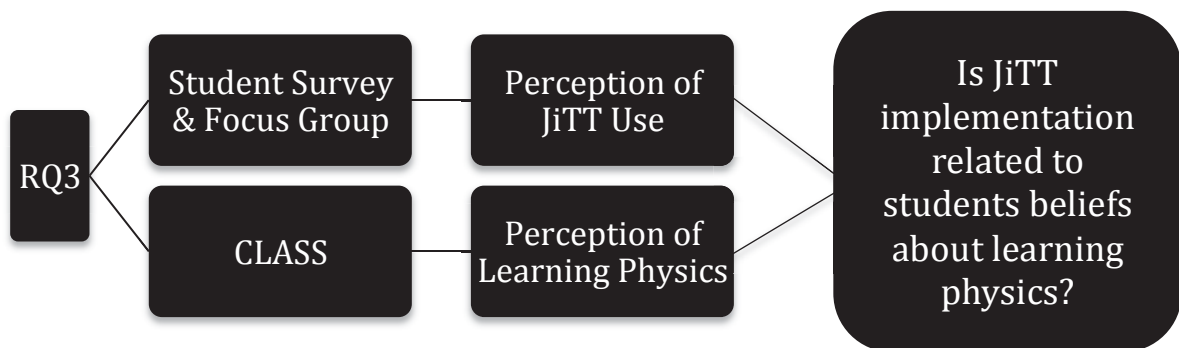 RQ3
Student Survey
& Focus Group
Perception of
JiTT Use
CLASS
Perception of
Learning Physics
Is JiTT
implementation
related to
students beliefs
about learning
physics?